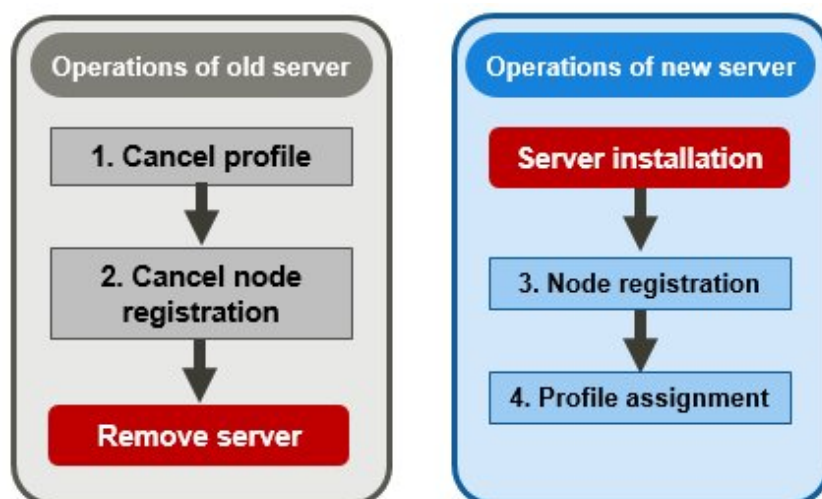 Operations of old server
1. Cancel profile
2. Cancel node
registration
Remove server
Operations of new server
Server installation
3. Node registration
4. Profile assignment